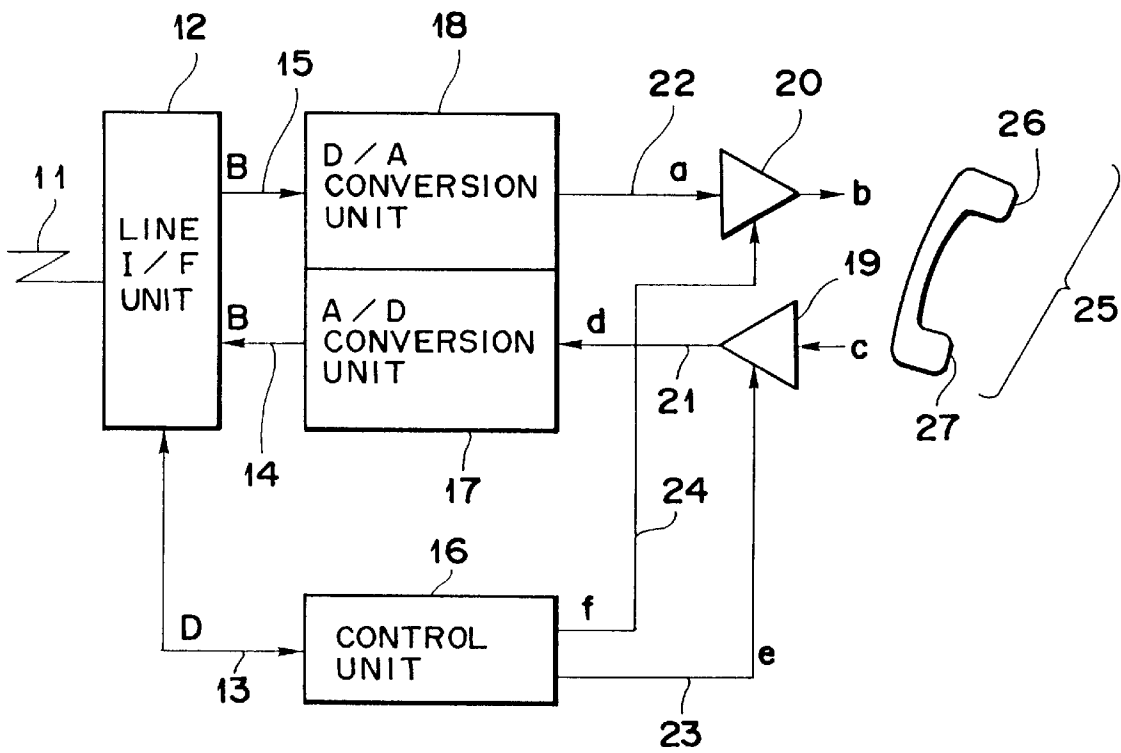 12
18
15
22
20
26
11
B
D / A
CONVERSION
UNIT
a
b
LINE
I / F
UNIT
19
25
B
A / D
CONVERSION
UNIT
d
c
14
17
21
27
24
16
D
CONTROL
UNIT
f
e
13
23